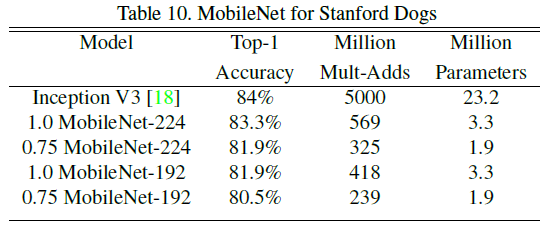 Table 10. MobileNet for Stanford Dogs
Model Top-1 Million Million
Accuracy Mult-Adds Parameters
Inception V3 [18] 84% 5000 23.2
1.0 MobileNet-224 83.3% 569 3.3
0.75 MobileNet-224 81.9% 325 1.9
1.0 MobileNet-192 81.9% 418 3.3
0.75 MobileNet-192 80.5% 239 1.9